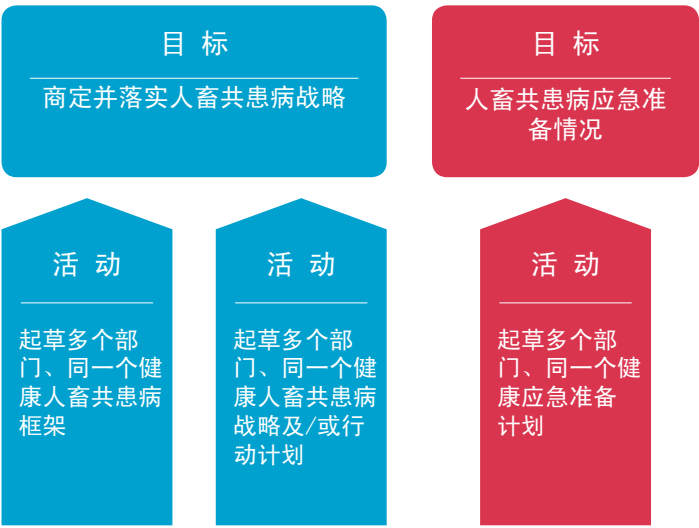 目 标
商定并落实人畜共患病战略
目 标
人畜共患病应急准
备情况
活 动
起草多个部
门、同一个健
康人畜共患病
框架
活 动
起草多个部
门、同一个健
康人畜共患病
战略及/或行
动计划
活 动
起草多个部
门、同一个健
康应急准备
计划